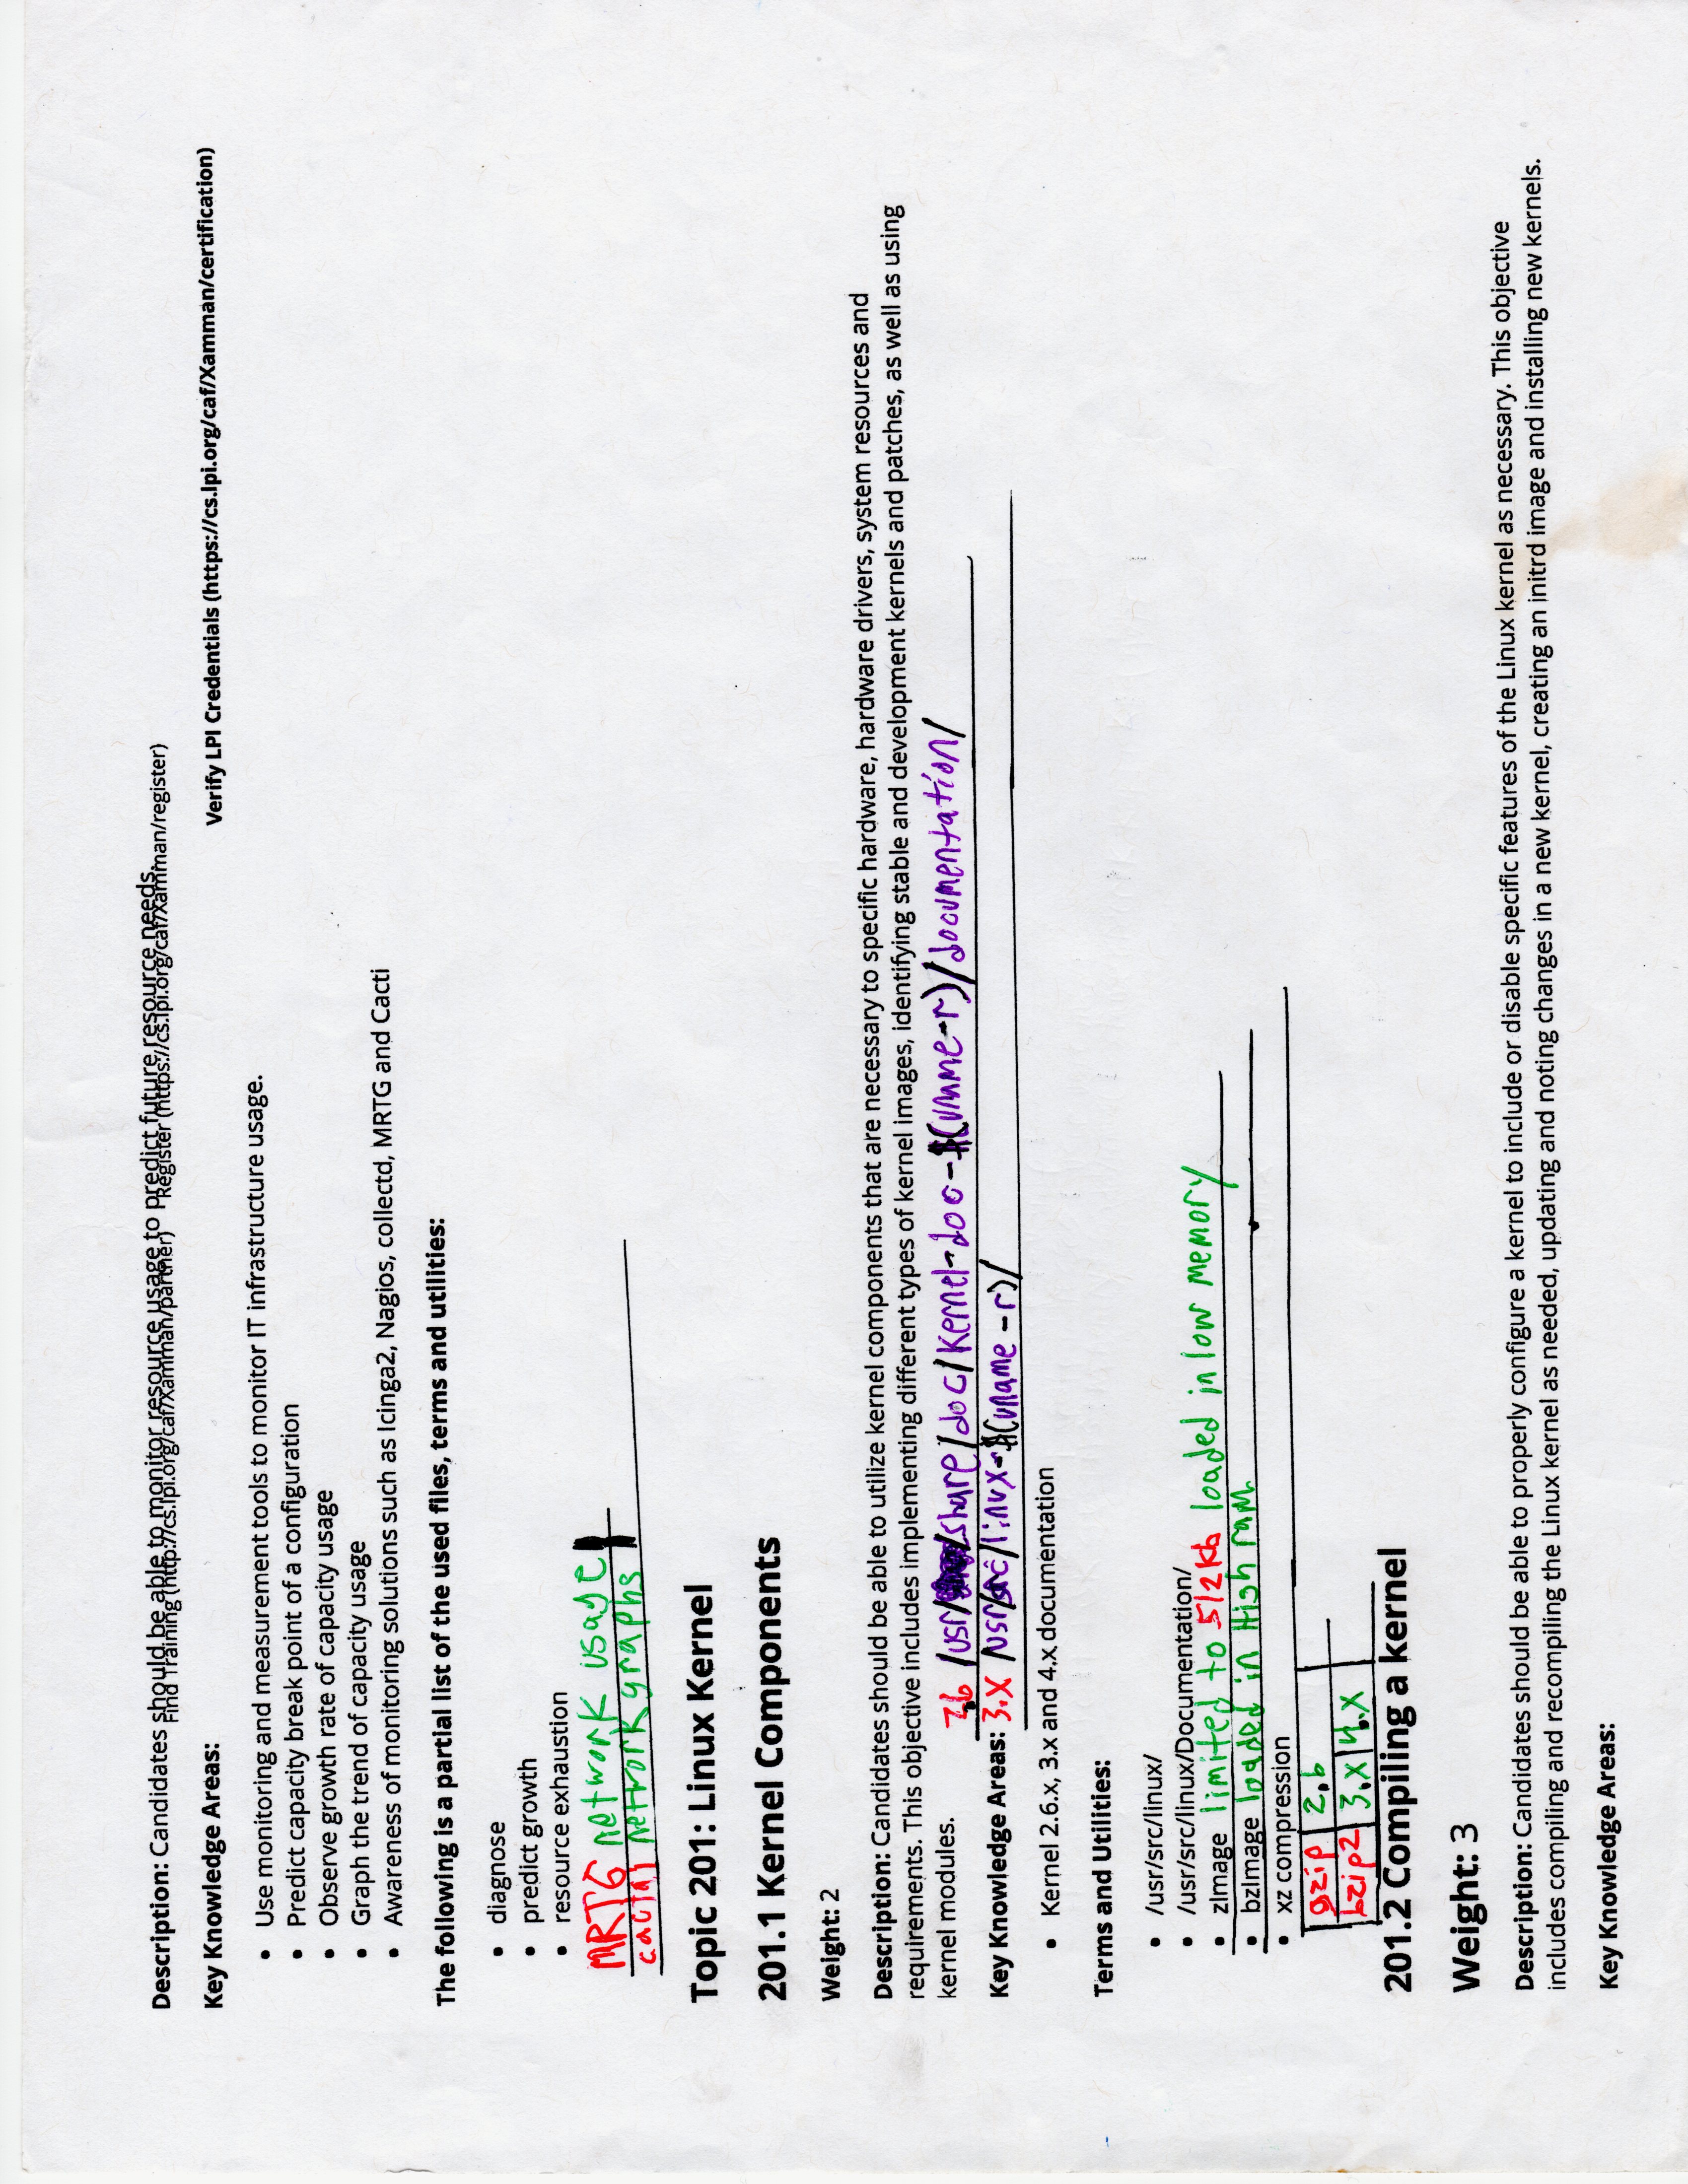 Description: Candidates should be able to monitor resource usage to predict future resource needs.
Find Training (http://cs.lpi.org/caf/Xamman/partner) Register (https://cs.lpi.org/caf/Xamman/register)
Verify LPI Credentials (https://cs.lpi.org/caf/Xamman/certification)
Key Knowledge Areas:
• Use monitoring and measurement tools to monitor IT infrastructure usage.
• Predict capacity break point of a configuration
• Observe growth rate of capacity usage
• Graph the trend of capacity usage
• Awareness of monitoring solutions such as Icinga2, Nagios, collectd, MRTG and Cacti
The following is a partial list of the used files, terms and utilities:
• diagnose
• predict growth
• resource exhaustion
MRTG network usage
cacti network graphs
Topic 201: Linux Kernel
201.1 Kernel Components
Weight: 2
Description: Candidates should be able to utilize kernel components that are necessary to specific hardware, hardware drivers, system resources and
requirements. This objective includes implementing different types of kernel images, identifying stable and development kernels and patches, as well as using
kernel modules.
2.6 /usr/share/doc/kernel-doc-$(uname-r)/documentation/
Key Knowledge Areas: 3.X /usr/src/linux-$(uname -r)/
• Kernel 2.6.x, 3.x and 4.x documentation
Terms and Utilities:
• /usr/src/linux/
• /usr/src/linux/Documentation/
• zImage limited to 512kb loaded in low memory
• bzImage loaded in High ram
• xz compression
gzip 2.6
bzip2 3.x 4.x
201.2 Compiling a kernel
Weight: 3
Description: Candidates should be able to properly configure a kernel to include or disable specific features of the Linux kernel as necessary. This objective
includes compiling and recompiling the Linux kernel as needed, updating and noting changes in a new kernel, creating an initrd image and installing new kernels.
Key Knowledge Areas: